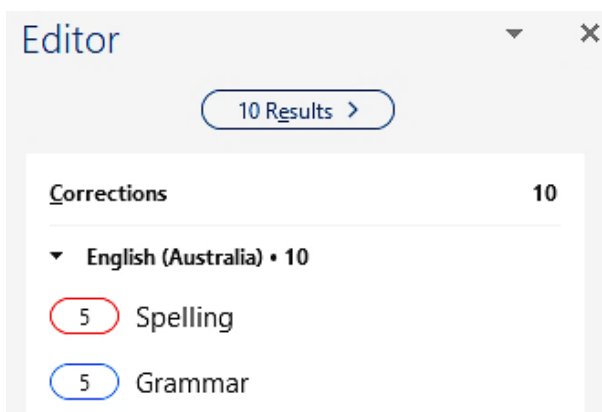 Editor
10 Results >
Corrections 10
English (Australia) • 10
5 Spelling
5 Grammar